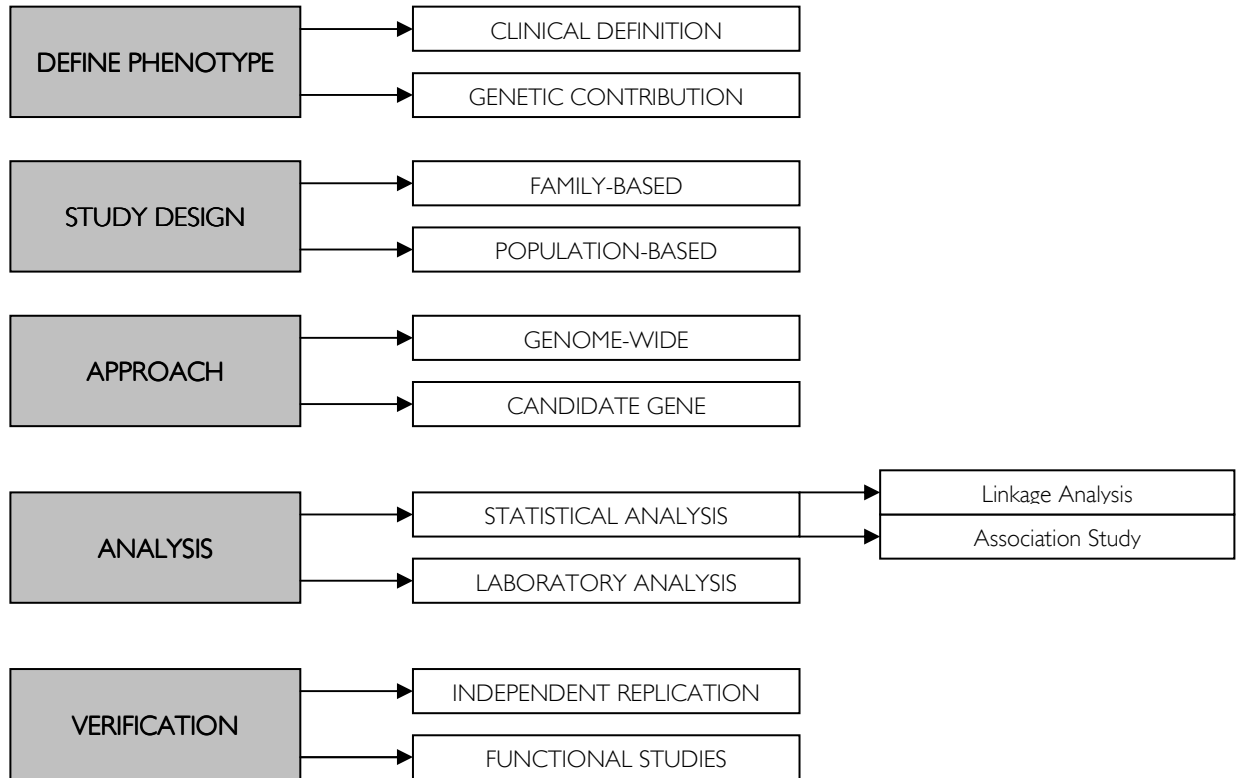 DEFINE PHENOTYPE
CLINICAL DEFINITION
GENETIC CONTRIBUTION
STUDY DESIGN
FAMILY-BASED
POPULATION-BASED
APPROACH
GENOME-WIDE
CANDIDATE GENE
ANALYSIS
STATISTICAL ANALYSIS
Linkage Analysis
Association Study
LABORATORY ANALYSIS
VERIFICATION
INDEPENDENT REPLICATION
FUNCTIONAL STUDIES